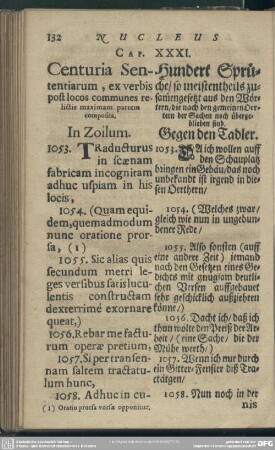 132 NUCLEUS
CAP. XXXI.
Centuria Sen-
tentiarum, ex verbis
post locos communes re-
lictis maximam partem
composita,
In Zoilum.
1053. TRaducturus
in scænam
fabricam incognitam
adhuc uspiam in his
locis,
1054. (Quam equi-
dem, quemadmodum
nunc oratione pror-
sa, (1)
1055. Sic alias quis
secundum metri le-
ges versibus satis lucu-
lentis constructam
dexterrimè exornare
queat,)
1056. Rebar me factu-
rum operæ pretium,
1057. Si per transen-
nam saltem tractatu-
lum hunc,
1058. Adhuc in cu-
(1) Oratio prorsa versæ opponitur,
Hundert Sprü-
che/ so meistentheils zu-
samengesetzt aus den Wör-
tern, die nach den gemeinen Oer-
tern der Sachen noch überge-
blieben sind.
Gegen den Tadler.
1053. DA ich wollen auff
den Schauplatz
bringen ein Gebäu/ das noch
unbekandt ist irgend in die-
sen Oerthern/
1054. (Welches zwar/
gleich wie nun in ungebun-
dener Rede/
1055. Also sonsten (auff
eine andere Zeit) jemand
nach den Gesetzen eines Ge-
dichts mit deutlichen
Versen auffgebauet
sehr geschicklich außziehren
könne/)
1056. Dacht ich/ daß ich
thun wolte den Preiß der Ar-
beit/ (eine Sache/ die
der Mühe werth/)
1057. Wenn ich nur durch
ein Gitter-Fenster diß Tra-
ctätgen/
1058. Nun noch in der
nis